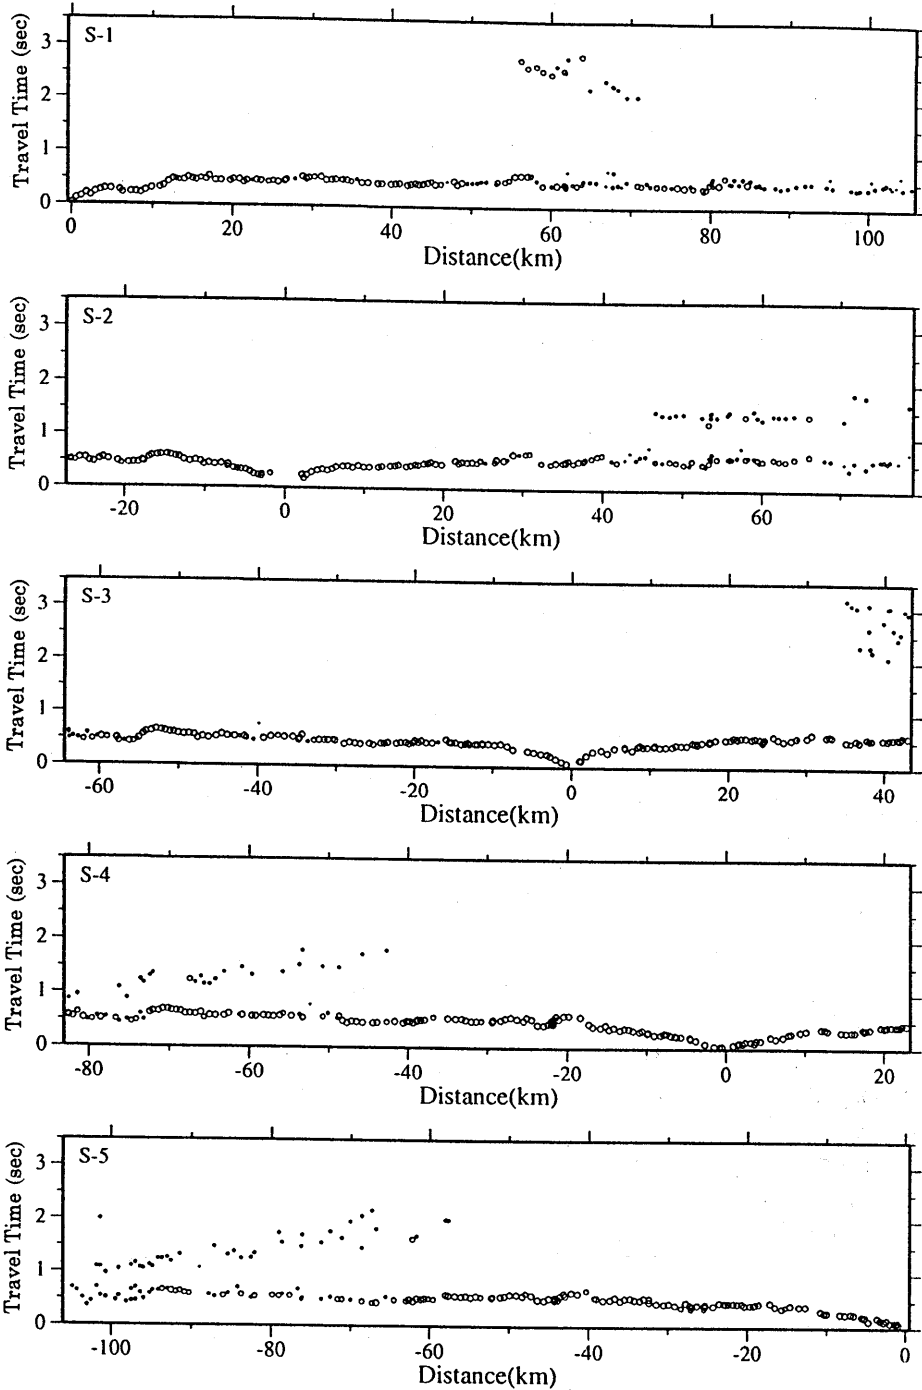 S-1
Travel Time (sec)
3
2
1
0
0 20 40 60 80 100
Distance(km)
S-2
Travel Time (sec)
3
2
1
0
-20 0 20 40 60
Distance(km)
S-3
Travel Time (sec)
3
2
1
0
-60 -40 -20 0 20 40
Distance(km)
S-4
Travel Time (sec)
3
2
1
0
-80 -60 -40 -20 0 20
Distance(km)
S-5
Travel Time (sec)
3
2
1
0
-100 -80 -60 -40 -20 0
Distance(km)